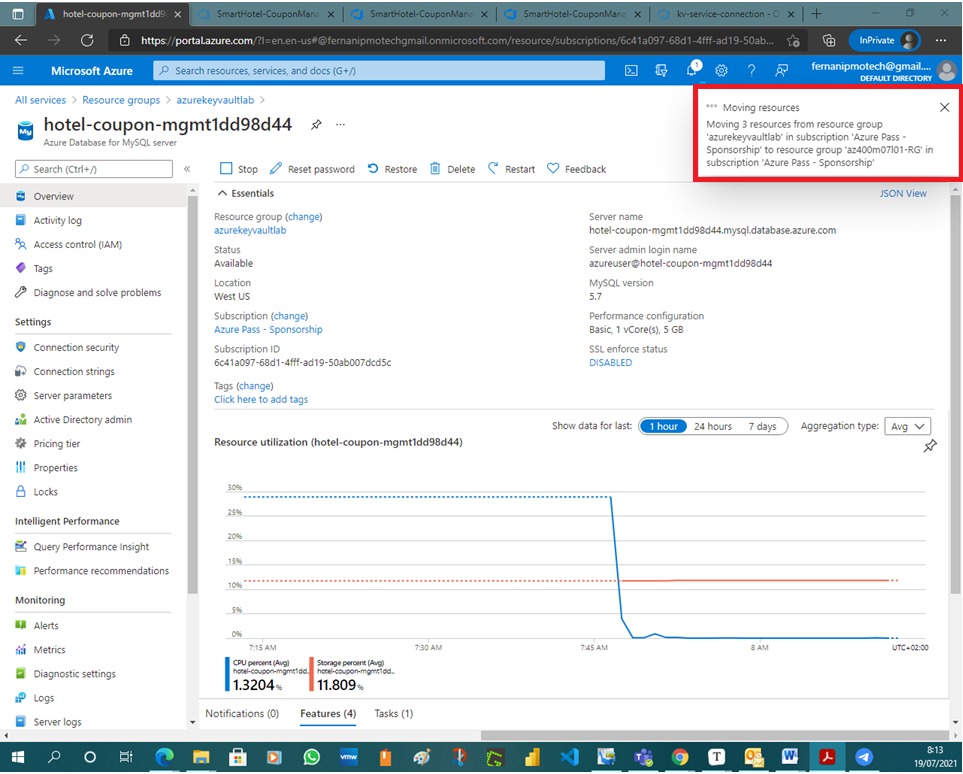 hotel-coupon-mgmt1dd98
SmartHotel-CouponMana
SmartHotel-CouponMana
SmartHotel-CouponMana
kv-service-connection - O
https://portal.azure.com/?l=en.en-us#@fernanipmotechgmail.onmicrosoft.com/resource/subscriptions/6c41a097-68d1-4fff-ad19-50ab...
InPrivate
Microsoft Azure
Search resources, services, and docs (G+/)
1
fernanipmotech@gmail....
DEFAULT DIRECTORY
All services > Resource groups > azurekeyvaultlab >
hotel-coupon-mgmt1dd98d44
Azure Database for MySQL server
My
Moving resources
Moving 3 resources from resource group
'azurekeyvaultlab' in subscription 'Azure Pass -
Sponsorship' to resource group 'az400m07l01-RG' in
subscription 'Azure Pass - Sponsorship'
Search (Ctrl+/)
Stop
Reset password
Restore
Delete
Restart
Feedback
Overview
Activity log
Access control (IAM)
Tags
Diagnose and solve problems
Settings
Connection security
Connection strings
Server parameters
Active Directory admin
Pricing tier
Properties
Locks
Intelligent Performance
Query Performance Insight
Performance recommendations
Monitoring
Alerts
Metrics
Diagnostic settings
Logs
Server logs
Essentials
JSON View
Resource group (change)
azurekeyvaultlab
Status
Available
Location
West US
Subscription (change)
Azure Pass - Sponsorship
Subscription ID
6c41a097-68d1-4fff-ad19-50ab007dcd5c
Tags (change)
Click here to add tags
Server name
hotel-coupon-mgmt1dd98d44.mysql.database.azure.com
Server admin login name
azureuser@hotel-coupon-mgmt1dd98d44
MySQL version
5.7
Performance configuration
Basic, 1 vCore(s), 5 GB
SSL enforce status
DISABLED
Show data for last:
1 hour
24 hours
7 days
Aggregation type:
Avg
Resource utilization (hotel-coupon-mgmt1dd98d44)
30%
25%
20%
15%
10%
5%
0%
7:15 AM
7:30 AM
7:45 AM
8 AM
UTC+02:00
CPU percent (Avg)
hotel-coupon-mgmt1dd..
1.3204 %
Storage percent (Avg)
hotel-coupon-mgmt1dd..
11.809 %
Notifications (0)
Features (4)
Tasks (1)
vmw
T
W
8:13
19/07/2021